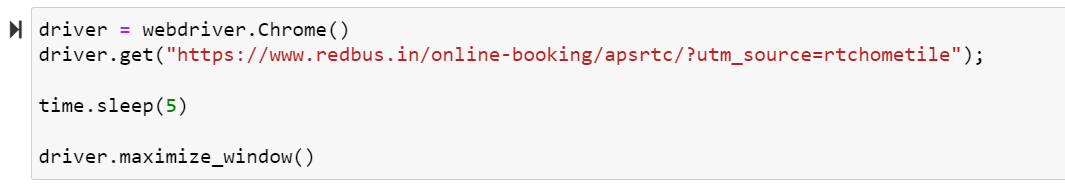 driver = webdriver.Chrome()
driver.get("https://www.redbus.in/online-booking/apsrtc/?utm_source=rtchometile");
time.sleep(5)
driver.maximize_window()